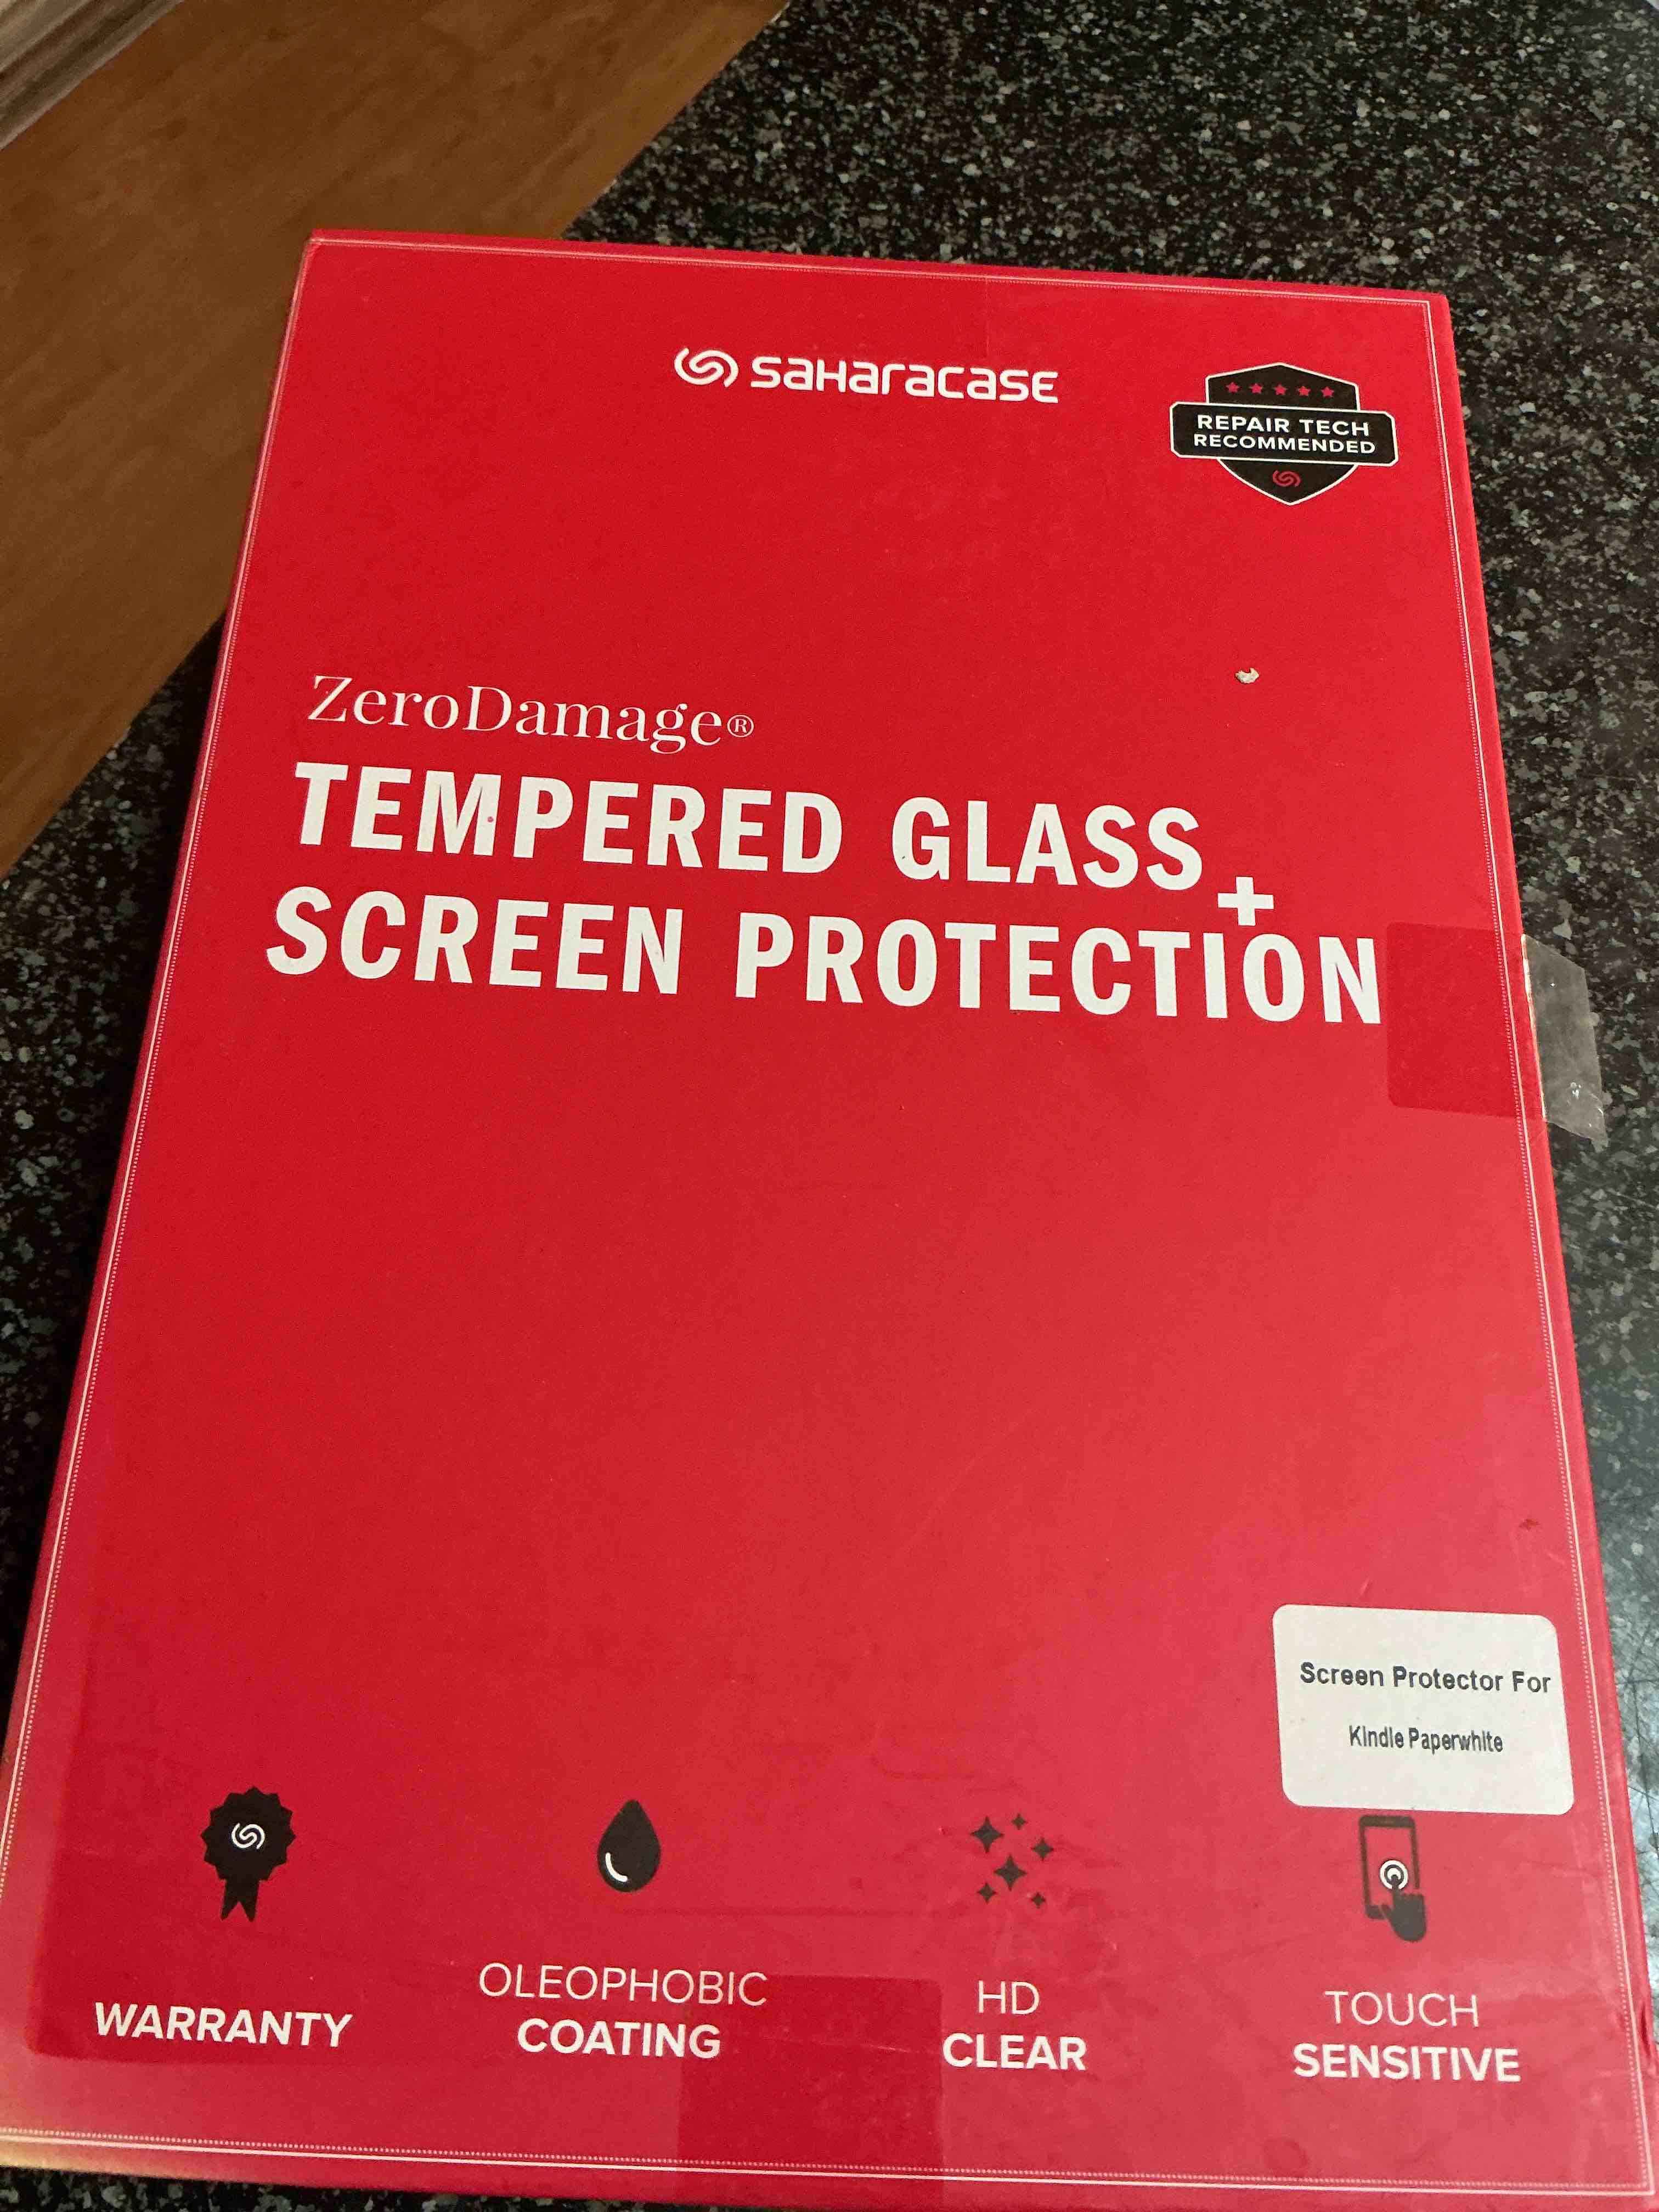 saHaracase
REPAIR TECH
RECOMMENDED
ZeroDamage®
TEMPERED GLASS+
SCREEN PROTECTION
Screen Protector For
Kindle Paperwhite
WARRANTY
OLEOPHOBIC
COATING
HD
CLEAR
TOUCH
SENSITIVE